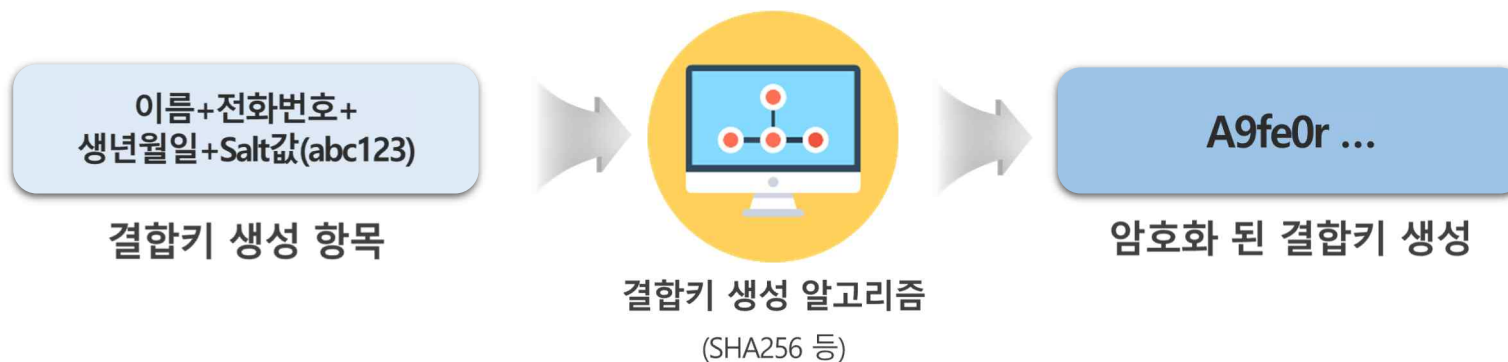 이름+전화번호+
생년월일+Salt값(abc123)
결합키 생성 항목
결합키 생성 알고리즘
(SHA256 등)
A9fe0r ...
암호화 된 결합키 생성